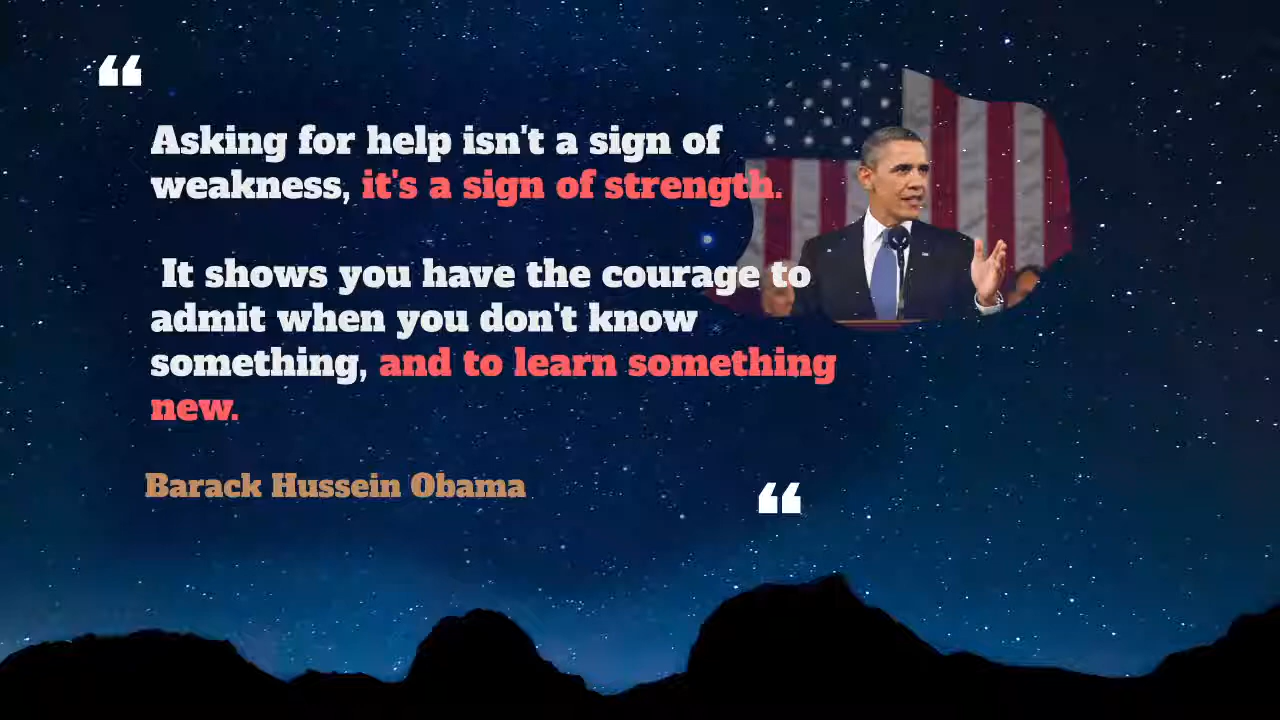 “
Asking for help isn't a sign of
weakness, it's a sign of strength.
It shows you have the courage to
admit when you don't know
something, and to learn something
new.
Barack Hussein Obama
“